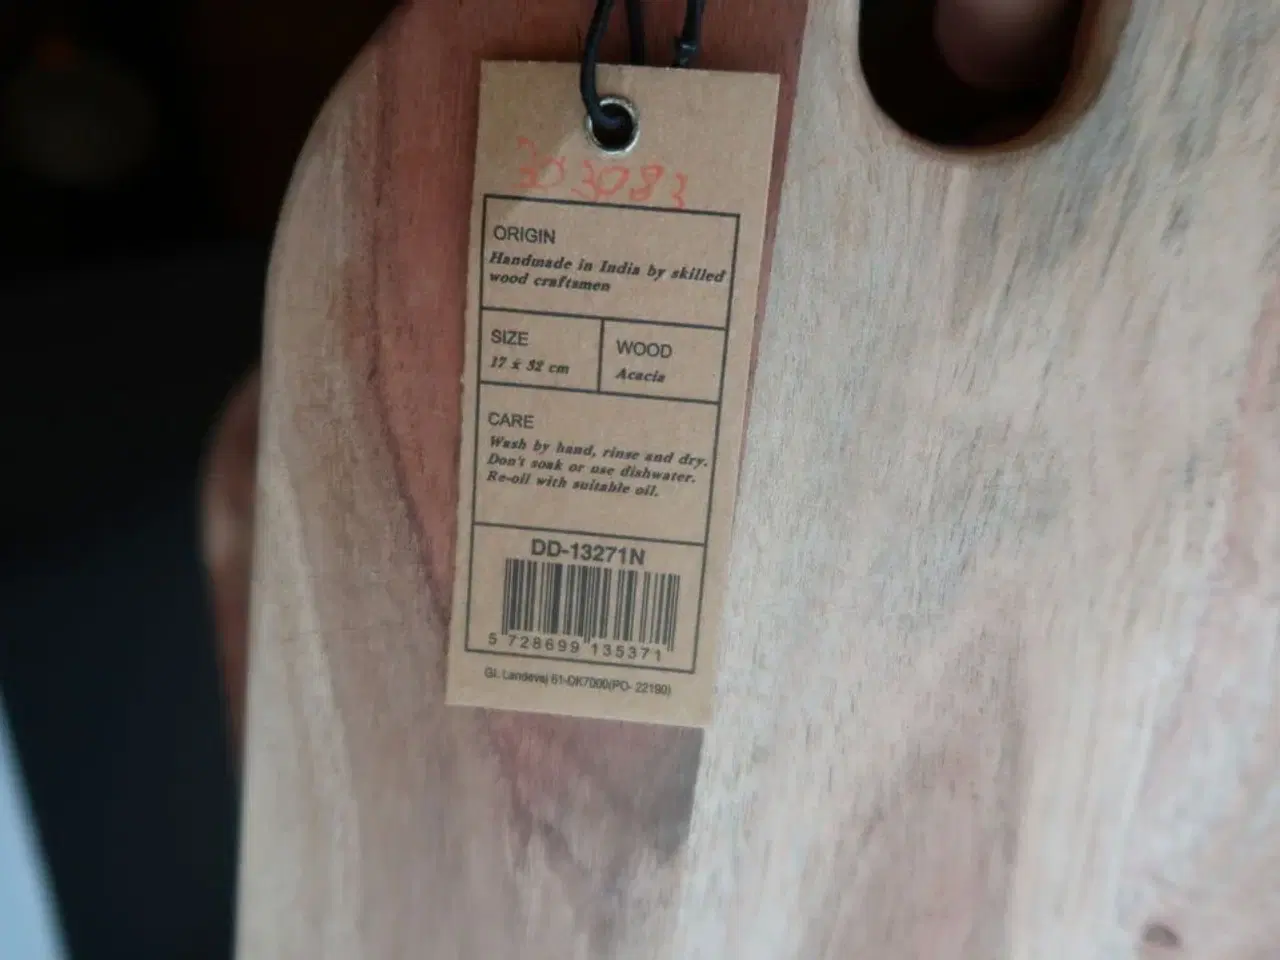 303083
ORIGIN
Handmade in India by skilled
wood craftsmen
SIZE
17 x 32 cm
WOOD
Acacia
CARE
Wash by hand, rinse and dry.
Don't soak or use dishwater.
Re-oil with suitable oil.
DD-13271N
5 728699 135371
Gl. Landevej 61-DK7000(PO- 22190)